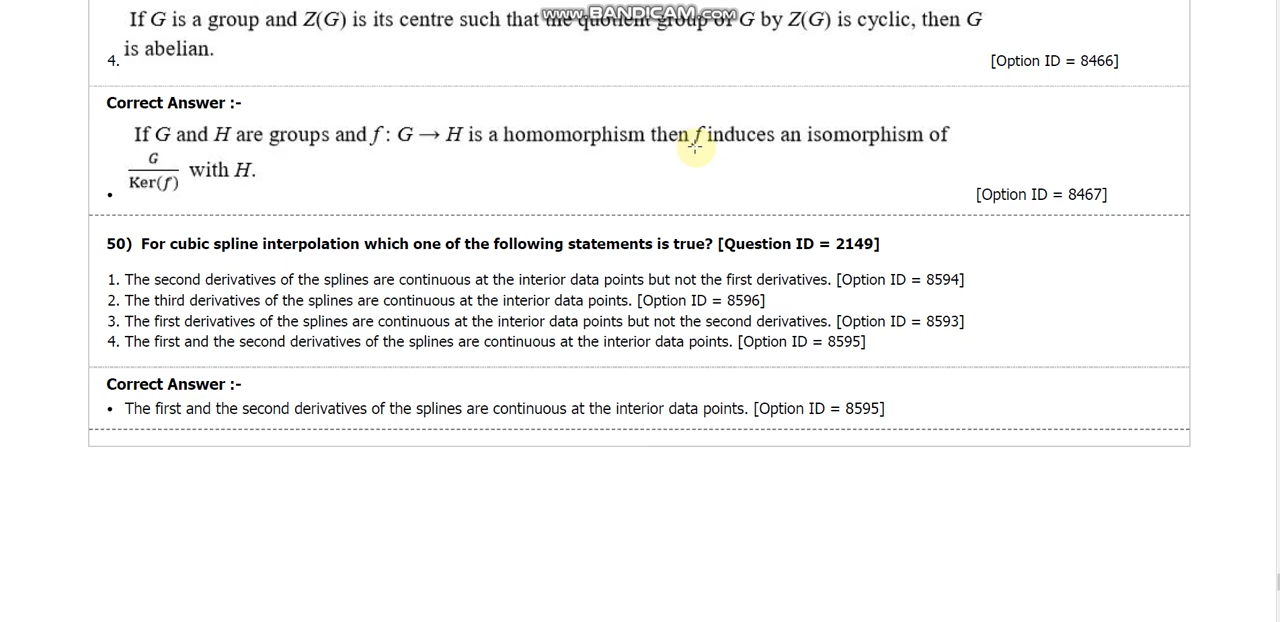 www.BANDICAM.com
If G is a group and Z(G) is its centre such that the quotient group of G by Z(G) is cyclic, then G
is abelian.
4. [Option ID = 8466]
Correct Answer :-
If G and H are groups and f : G → H is a homomorphism then f induces an isomorphism of
G
Ker(f) with H.
• [Option ID = 8467]
50) For cubic spline interpolation which one of the following statements is true? [Question ID = 2149]
1. The second derivatives of the splines are continuous at the interior data points but not the first derivatives. [Option ID = 8594]
2. The third derivatives of the splines are continuous at the interior data points. [Option ID = 8596]
3. The first derivatives of the splines are continuous at the interior data points but not the second derivatives. [Option ID = 8593]
4. The first and the second derivatives of the splines are continuous at the interior data points. [Option ID = 8595]
Correct Answer :-
• The first and the second derivatives of the splines are continuous at the interior data points. [Option ID = 8595]